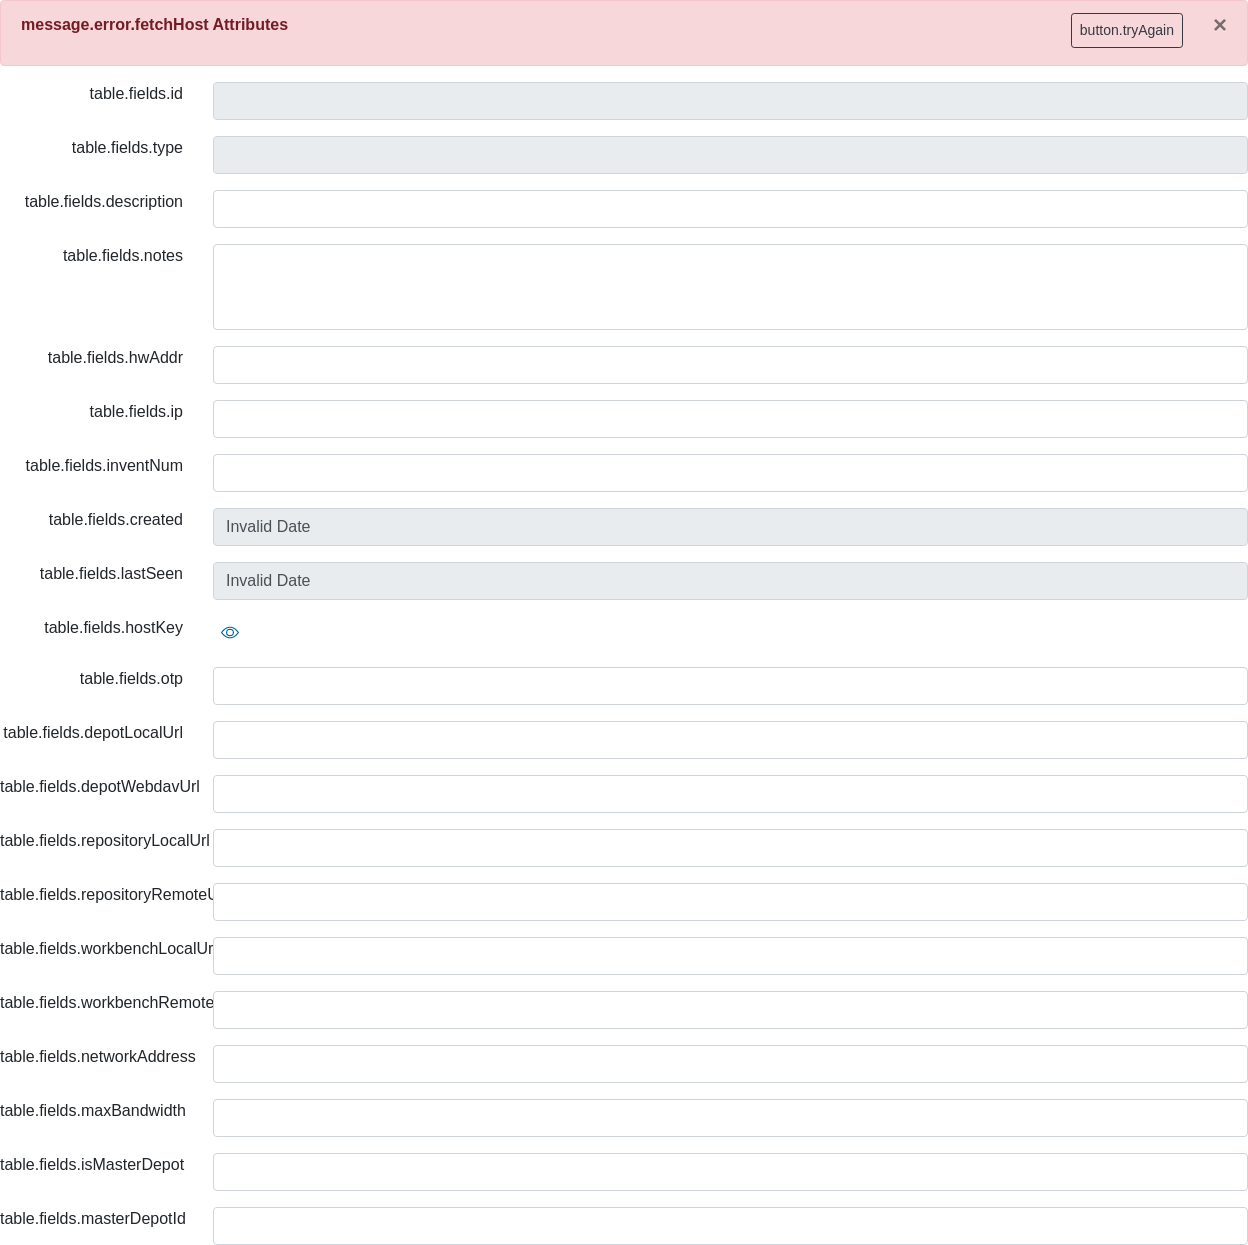 message.error.fetchHost Attributes
button.tryAgain
×
table.fields.id
table.fields.type
table.fields.description
table.fields.notes
table.fields.hwAddr
table.fields.ip
table.fields.inventNum
table.fields.created
Invalid Date
table.fields.lastSeen
Invalid Date
table.fields.hostKey
table.fields.otp
table.fields.depotLocalUrl
table.fields.depotWebdavUrl
table.fields.repositoryLocalUrl
table.fields.repositoryRemoteU
table.fields.workbenchLocalUr
table.fields.workbenchRemote
table.fields.networkAddress
table.fields.maxBandwidth
table.fields.isMasterDepot
table.fields.masterDepotId